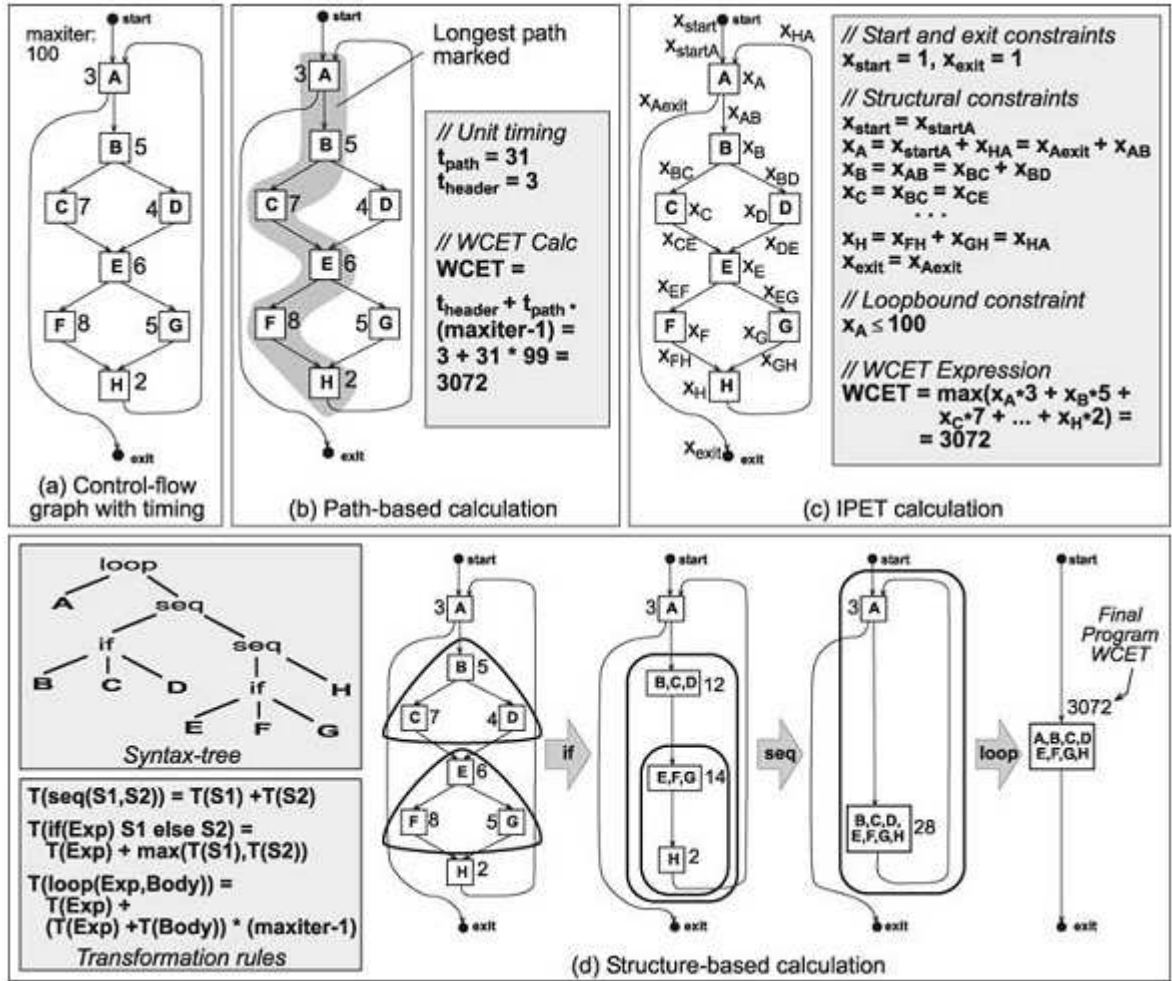 start
maxiter:
100
3 A
B 5
C 7
4 D
E 6
F 8
5 G
H 2
exit
(a) Control-flow
graph with timing
start
Longest path
marked
3 A
B 5
C 7
4 D
E 6
F 8
5 G
H 2
exit
// Unit timing
t_path = 31
t_header = 3
// WCET Calc
WCET =
t_header + t_path •
(maxiter-1) =
3 + 31 * 99 =
3072
(b) Path-based calculation
x_start start
x_startA x_HA
A x_A
x_Aexit x_AB
B x_B
x_BC x_BD
C x_C x_D D
x_CE x_DE
E x_E
x_EF x_EG
F x_F x_G G
x_FH x_GH
x_H H
x_exit exit
// Start and exit constraints
x_start = 1, x_exit = 1
// Structural constraints
x_start = x_startA
x_A = x_startA + x_HA = x_Aexit + x_AB
x_B = x_AB = x_BC + x_BD
x_C = x_BC = x_CE
. . .
x_H = x_FH + x_GH = x_HA
x_exit = x_Aexit
// Loopbound constraint
x_A ≤ 100
// WCET Expression
WCET = max(x_A*3 + x_B*5 +
x_C*7 + ... + x_H*2) =
= 3072
(c) IPET calculation
loop
A seq
if seq
B C D if H
E F G
Syntax-tree
T(seq(S1,S2)) = T(S1) +T(S2)
T(if(Exp) S1 else S2) =
T(Exp) + max(T(S1),T(S2))
T(loop(Exp,Body)) =
T(Exp) +
(T(Exp) +T(Body)) * (maxiter-1)
Transformation rules
start
3 A
B 5
C 7
4 D
E 6
F 8
5 G
H 2
exit
if
start
3 A
B,C,D 12
E,F,G 14
H 2
exit
seq
start
3 A
B,C,D,
E,F,G,H 28
exit
loop
start
Final
Program
WCET
3072
A,B,C,D
E,F,G,H
exit
(d) Structure-based calculation